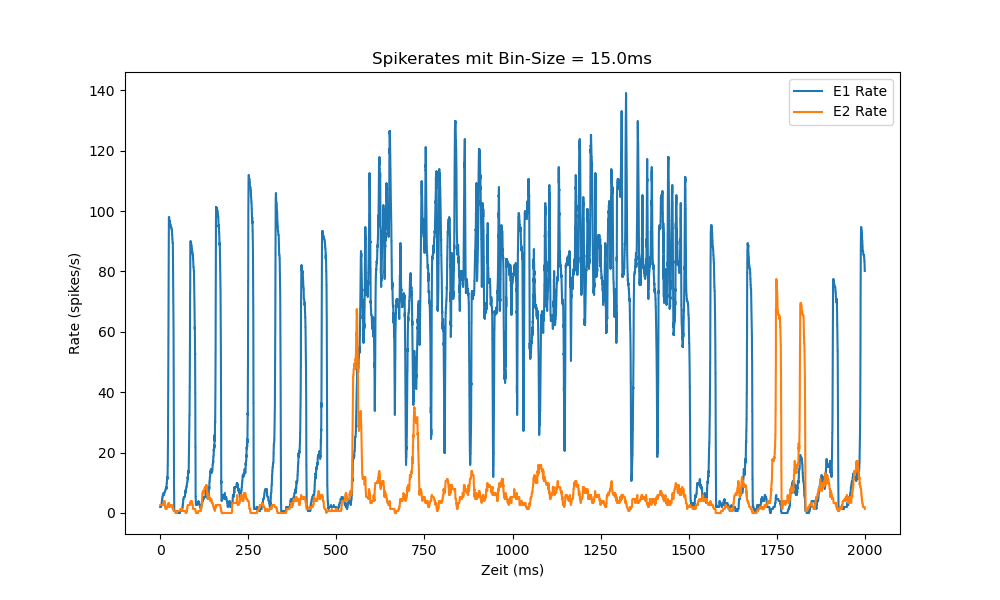 Spikerates mit Bin-Size = 15.0ms
E1 Rate
E2 Rate
140
120
100
80
60
40
20
0
Rate (spikes/s)
0 250 500 750 1000 1250 1500 1750 2000
Zeit (ms)